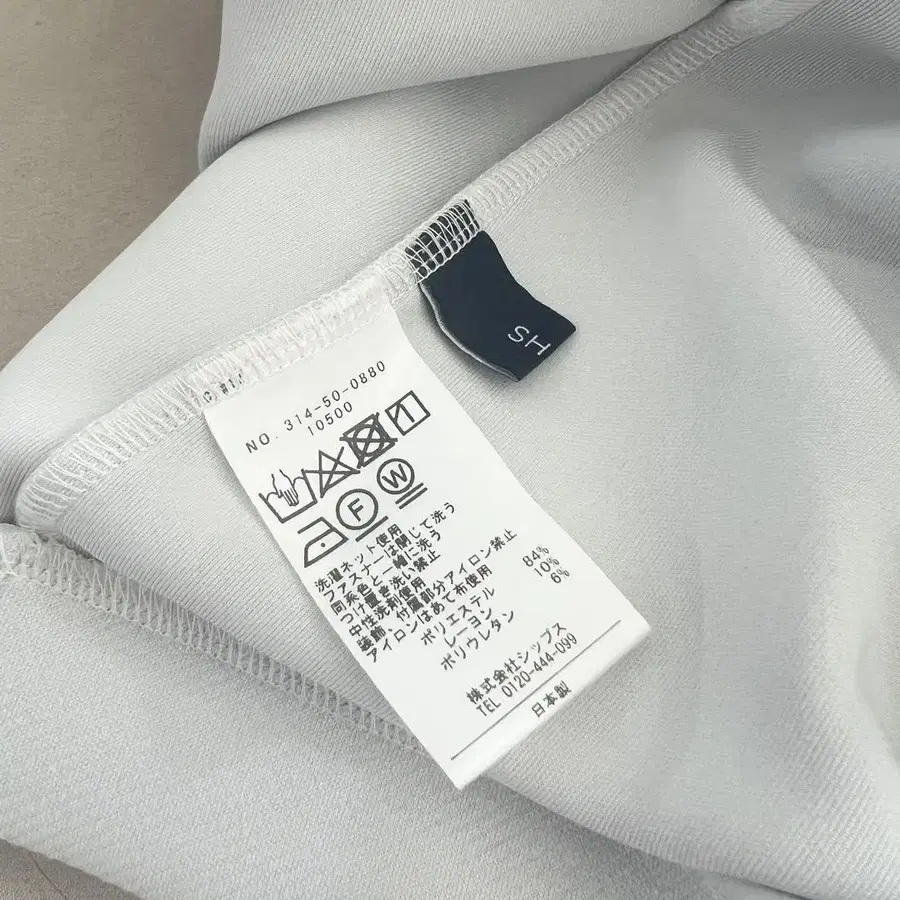 SH
NO. 314-50-0880
10500
F W
洗濯ネット使用
ファスナーは閉じて洗う
同系色と一緒に洗う
つけ置き洗い禁止
中性洗剤使用
装飾、付属部分アイロン禁止
アイロンはあて布使用
ポリエステル 84%
レーヨン 10%
ポリウレタン 6%
株式会社シップス
TEL 0120-444-099
日本製